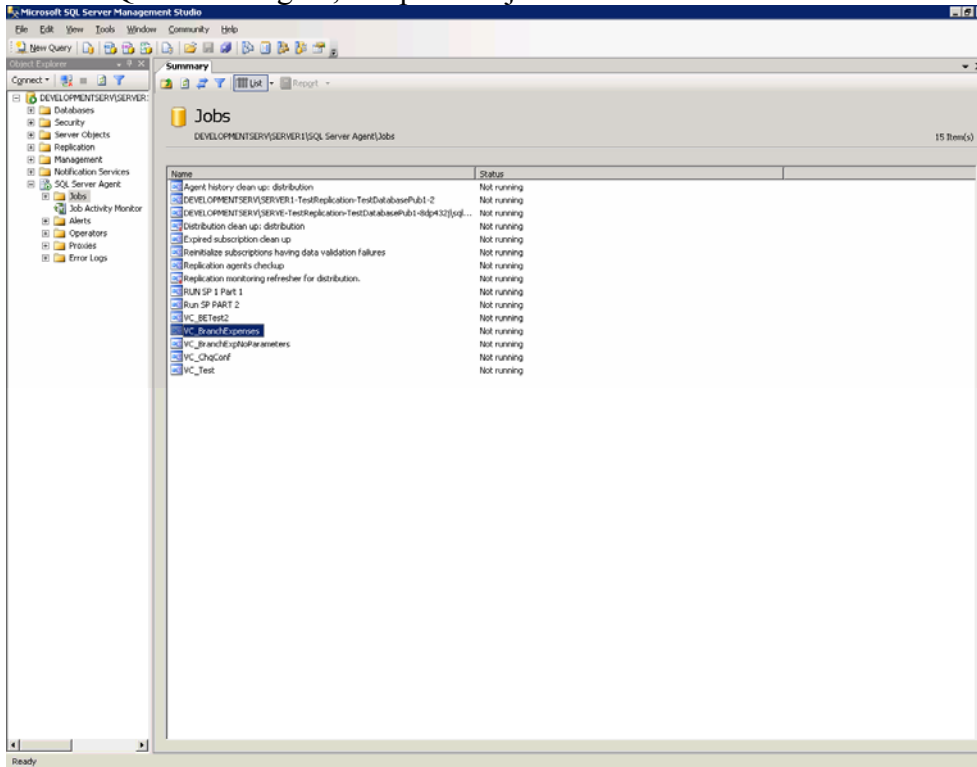 Microsoft SQL Server Management Studio
File Edit View Tools Window Community Help
New Query
Object Explorer
Summary
Connect
List Report
DEVELOPMENTSERV\SERVER:
Databases
Security
Server Objects
Replication
Management
Notification Services
SQL Server Agent
Jobs
Job Activity Monitor
Alerts
Operators
Proxies
Error Logs
Jobs
DEVELOPMENTSERV\SERVER1\SQL Server Agent\Jobs
15 Item(s)
Name Status
Agent history clean up: distribution Not running
DEVELOPMENTSERV\SERVER1-TestReplication-TestDatabasePub1-2 Not running
DEVELOPMENTSERV\SERVE-TestReplication-TestDatabasePub1-8dp432j\sql... Not running
Distribution clean up: distribution Not running
Expired subscription clean up Not running
Reinitialize subscriptions having data validation failures Not running
Replication agents checkup Not running
Replication monitoring refresher for distribution. Not running
RUN SP 1 Part 1 Not running
Run SP PART 2 Not running
VC_BETest2 Not running
VC_BranchExpenses Not running
VC_BranchExpNoParameters Not running
VC_ChqConf Not running
VC_Test Not running
Ready